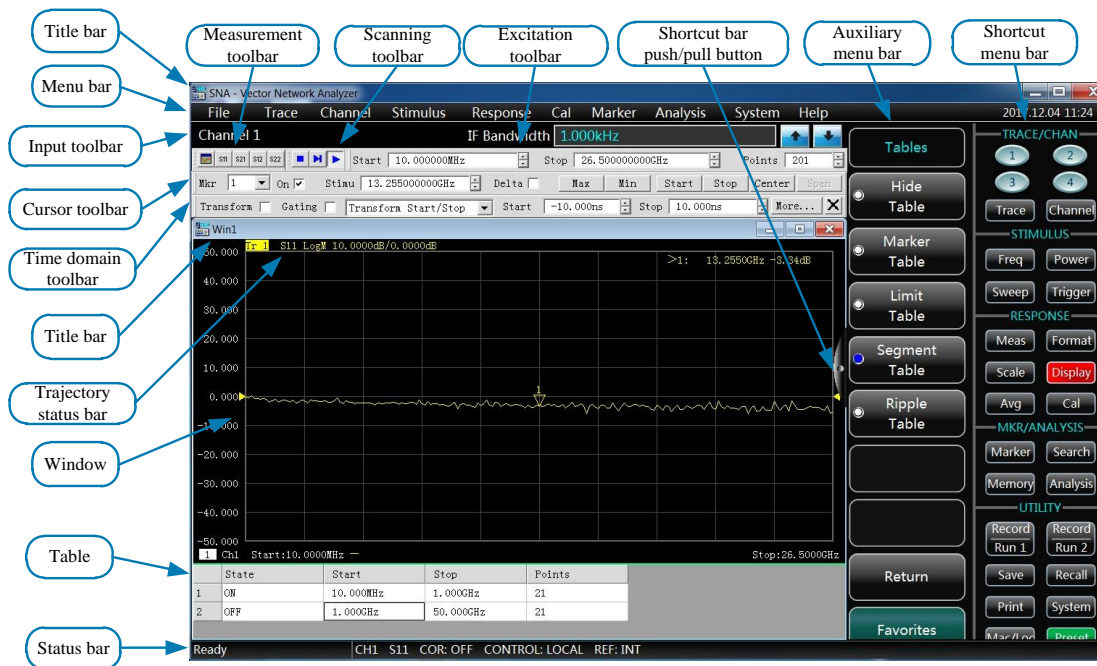 Title bar
Measurement
toolbar
Scanning
toolbar
Excitation
toolbar
Shortcut bar
push/pull button
Auxiliary
menu bar
Shortcut
menu bar
Menu bar
Input toolbar
Cursor toolbar
Time domain
toolbar
Title bar
Trajectory
status bar
Window
Table
Status bar
SNA - Vector Network Analyzer
File Trace Channel Stimulus Response Cal Marker Analysis System Help
12.04 11:24
Channel 1 IF Bandwidth 1.000kHz
S11 S21 S12 S22 Start 10.000000MHz Stop 26.500000000GHz Points 201
Mkr 1 On Stimu 13.255000000GHz Delta Max Min Start Stop Center Span
Transform Gating Transform Start/Stop Start -10.000ns Stop 10.000ns More...
Win1
Tr 1 S11 LogM 10.0000dB/0.0000dB
>1: 13.2550GHz -3.34dB
50.000
40.000
30.000
20.000
10.000
0.000
-10.000
-20.000
-30.000
-40.000
-50.000
1
1 Ch1 Start:10.0000MHz — Stop:26.5000GHz
State Start Stop Points
1 ON 10.000MHz 1.000GHz 21
2 OFF 1.000GHz 50.000GHz 21
Ready CH1 S11 COR: OFF CONTROL: LOCAL REF: INT
Tables
Hide
Table
Marker
Table
Limit
Table
Segment
Table
Ripple
Table
Return
Favorites
TRACE/CHAN
1 2
3 4
Trace Channel
STIMULUS
Freq Power
Sweep Trigger
RESPONSE
Meas Format
Scale Display
Avg Cal
MKR/ANALYSIS
Marker Search
Memory Analysis
UTILITY
Record Record
Run 1 Run 2
Save Recall
Print System
Mac/Loc Preset